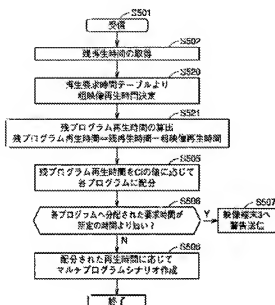 S501
受信
S502
残再生時間の取得
S520
再生要求時間テーブルより
粗映像再生時間決定
S521
残プログラム再生時間の算出
残プログラム再生時間＝残再生時間－粗映像再生時間
S505
残プログラム再生時間をCiの値に応じて
各プログラムに配分
S506
各プログラムへ分配された要求時間が
所定の時間より短い？
Y
S507
映像端末3へ
警告送信
N
S508
配分された再生時間に応じて
マルチプログラムシナリオ作成
終了